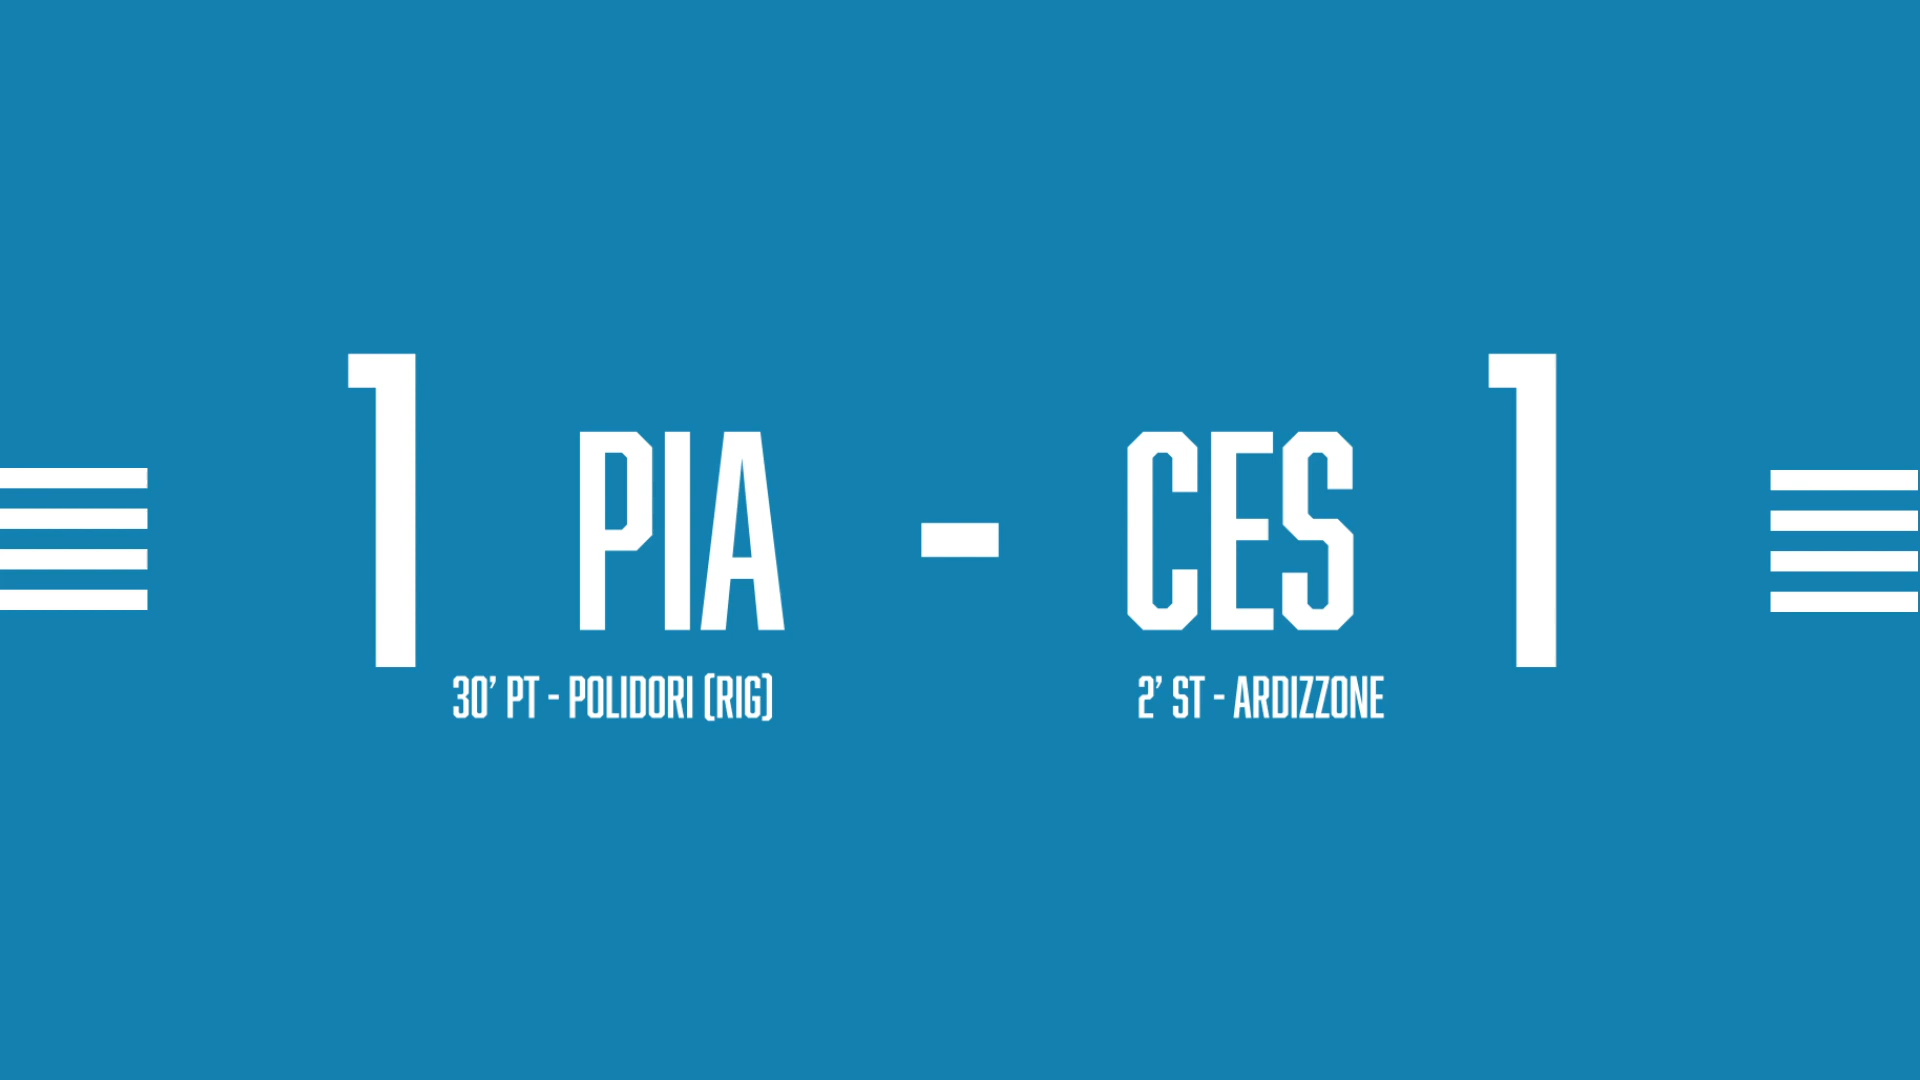 1 PIA - CES 1
30’ PT - POLIDORI (RIG)
2’ ST - ARDIZZONE